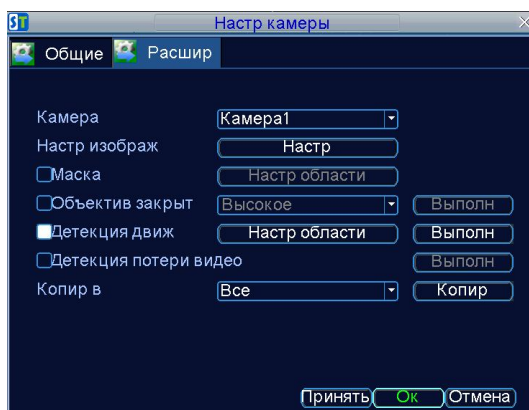 ST Настр камеры
Общие Расшир
Камера Камера1
Настр изображ Настр
Маска Настр области
Объектив закрыт Высокое Выполн
Детекция движ Настр области Выполн
Детекция потери видео Выполн
Копир в Все Копир
Принять Ок Отмена